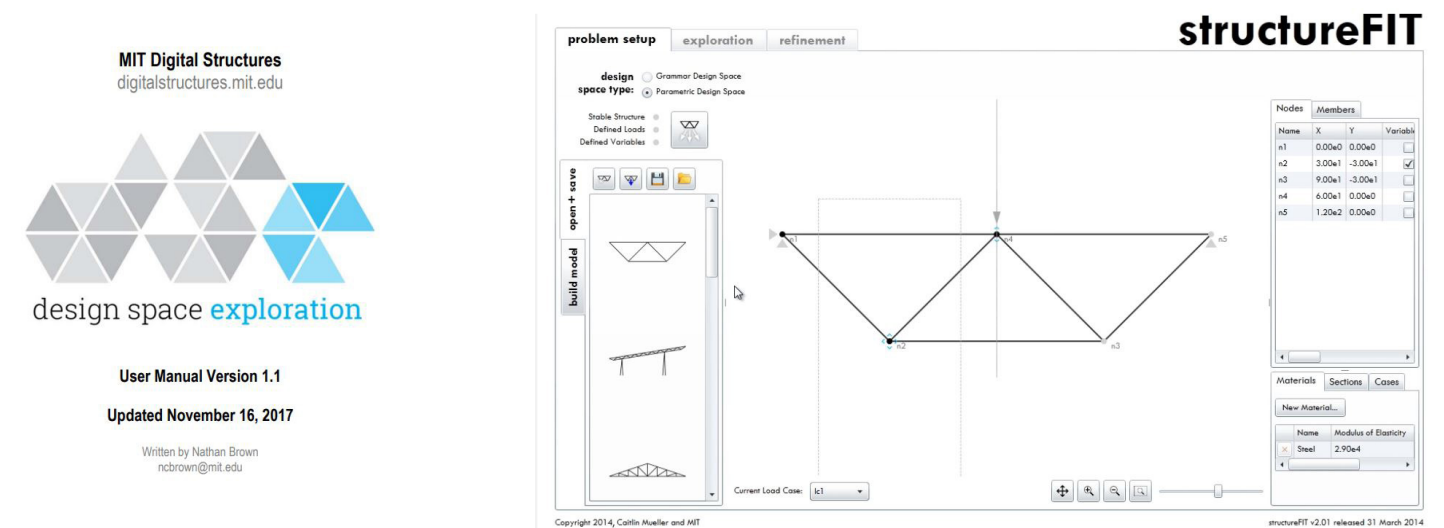 MIT Digital Structures
digitalstructures.mit.edu
design space exploration
User Manual Version 1.1
Updated November 16, 2017
Written by Nathan Brown
ncbrown@mit.edu
structureFIT
problem setup
exploration
refinement
design space type:
Grammar Design Space
Parametric Design Space
Stable Structure
Defined Loads
Defined Variables
open + save
build model
n1
n4
n5
n2
n3
Nodes Members
Name X Y Variabl
n1 0.00e0 0.00e0
n2 3.00e1 -3.00e1
n3 9.00e1 -3.00e1
n4 6.00e1 0.00e0
n5 1.20e2 0.00e0
Materials Sections Cases
New Material...
Name Modulus of Elasticity
Steel 2.90e4
Current Load Case: lc1
Copyright 2014, Caitlin Mueller and MIT
structureFIT v2.01 released 31 March 2014